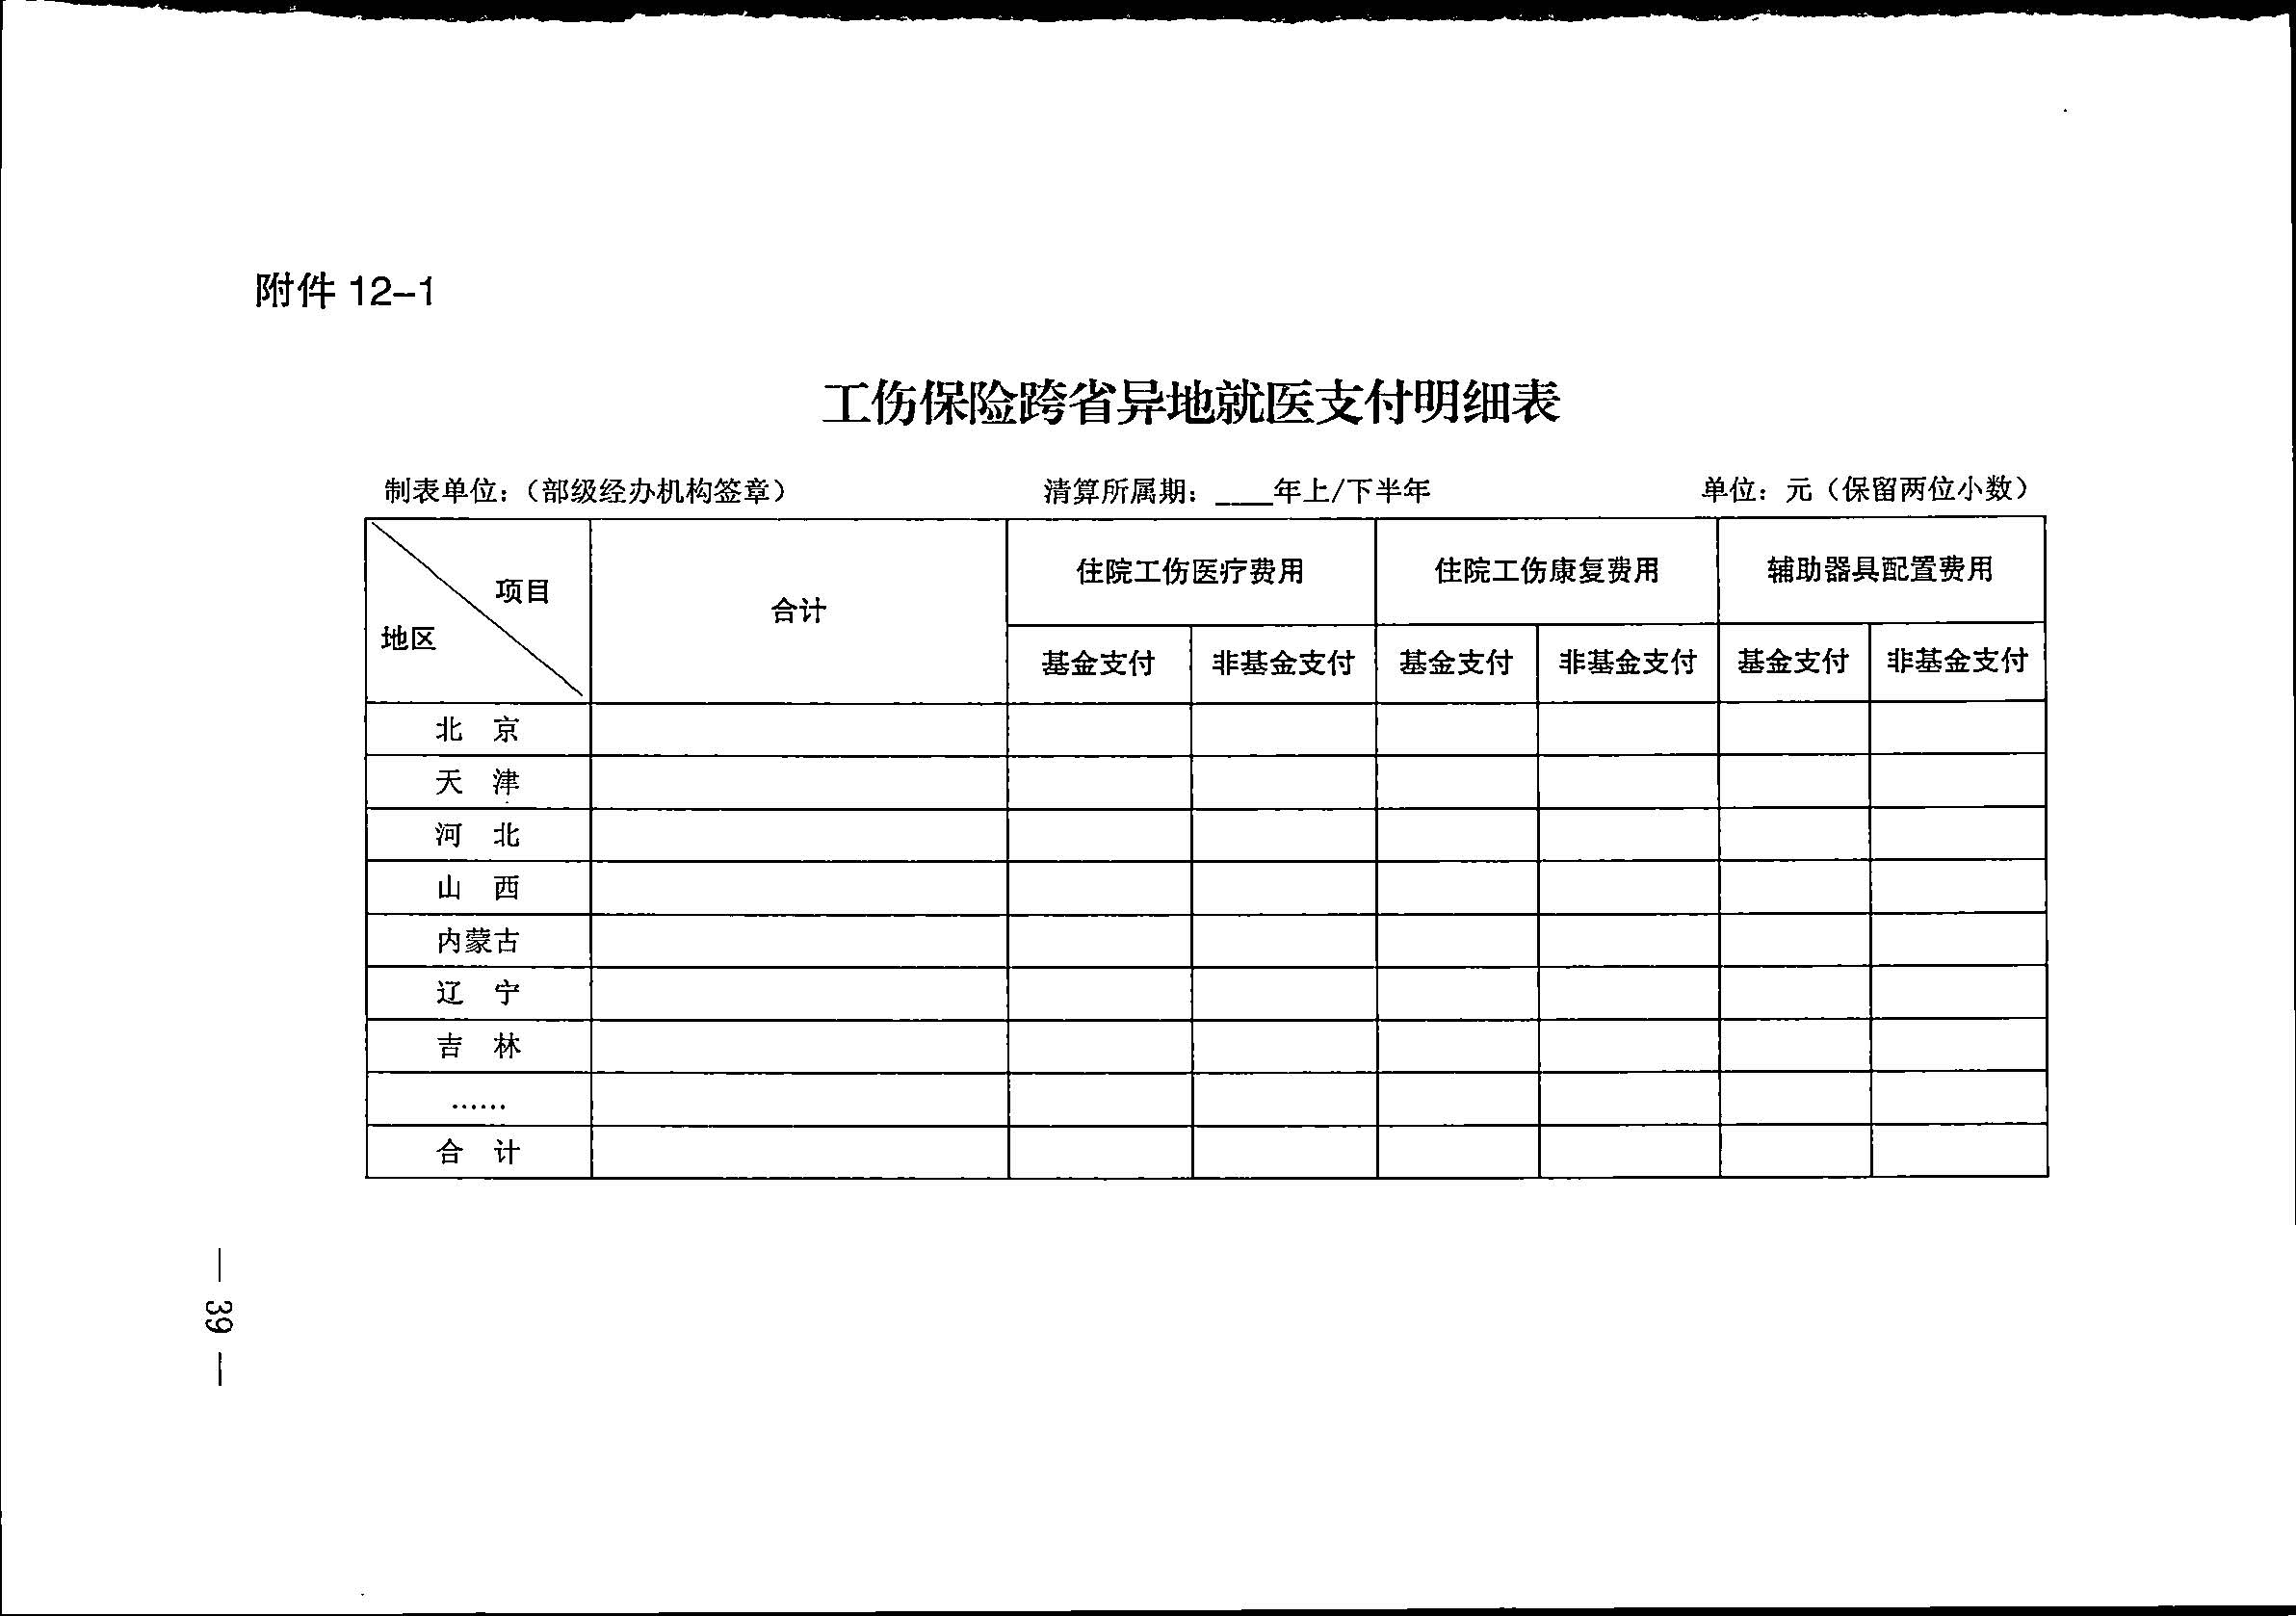 附件 12-1
工伤保险跨省异地就医支付明细表
制表单位：（部级经办机构签章） 清算所属期：____年上/下半年 单位：元（保留两位小数）
项目 地区 合计 住院工伤医疗费用 住院工伤康复费用 辅助器具配置费用
基金支付 非基金支付 基金支付 非基金支付 基金支付 非基金支付
北 京
天 津
河 北
山 西
内蒙古
辽 宁
吉 林
……
合 计
— 39 —